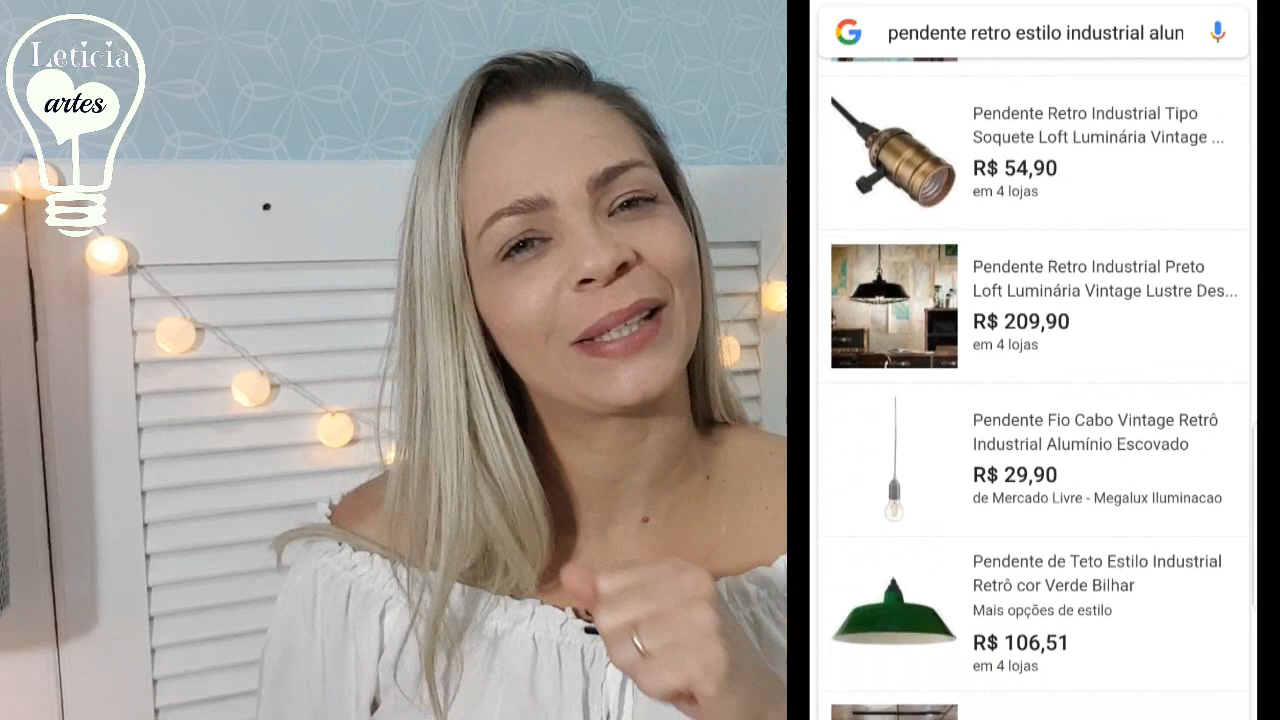 Leticia
artes
pendente retro estilo industrial alun
Pendente Retro Industrial Tipo
Soquete Loft Luminária Vintage ...
R$ 54,90
em 4 lojas
Pendente Retro Industrial Preto
Loft Luminária Vintage Lustre Des...
R$ 209,90
em 4 lojas
Pendente Fio Cabo Vintage Retrô
Industrial Alumínio Escovado
R$ 29,90
de Mercado Livre - Megalux Iluminacao
Pendente de Teto Estilo Industrial
Retrô cor Verde Bilhar
Mais opções de estilo
R$ 106,51
em 4 lojas